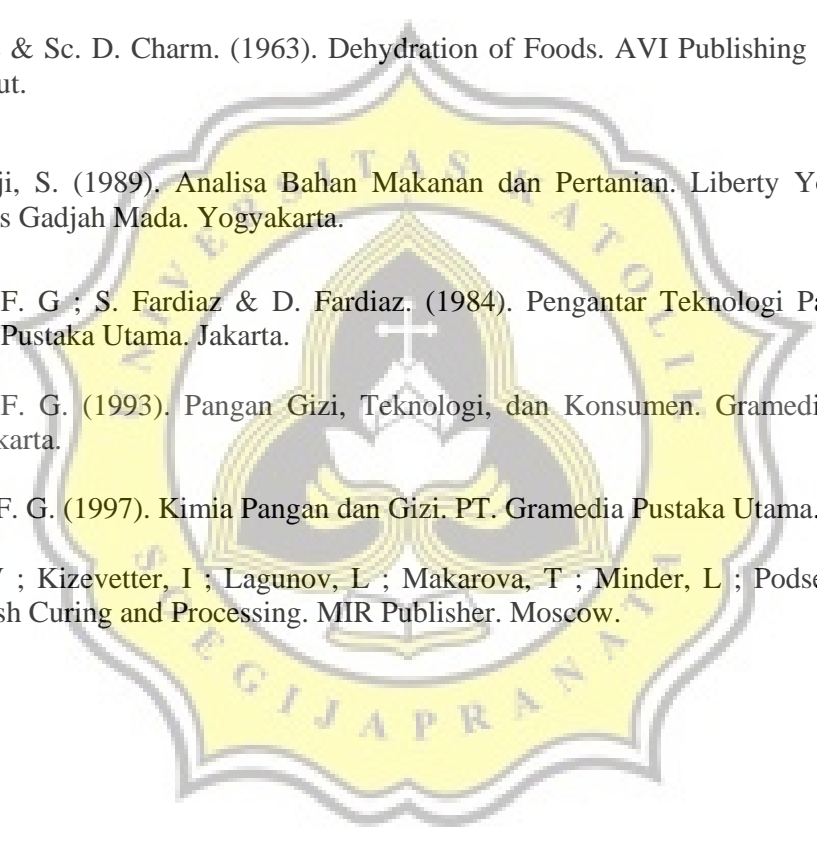 & Sc. D. Charm. (1963). Dehydration of Foods. AVI Publishing
ut.
ji, S. (1989). Analisa Bahan Makanan dan Pertanian. Liberty Yo
s Gadjah Mada. Yogyakarta.
F. G ; S. Fardiaz & D. Fardiaz. (1984). Pengantar Teknologi Pa
Pustaka Utama. Jakarta.
F. G. (1993). Pangan Gizi, Teknologi, dan Konsumen. Gramedi
karta.
F. G. (1997). Kimia Pangan dan Gizi. PT. Gramedia Pustaka Utama.
; Kizevetter, I ; Lagunov, L ; Makarova, T ; Minder, L ; Podse
sh Curing and Processing. MIR Publisher. Moscow.
UNIVERSITAS KATOLIK
SOEGIJAPRANATA